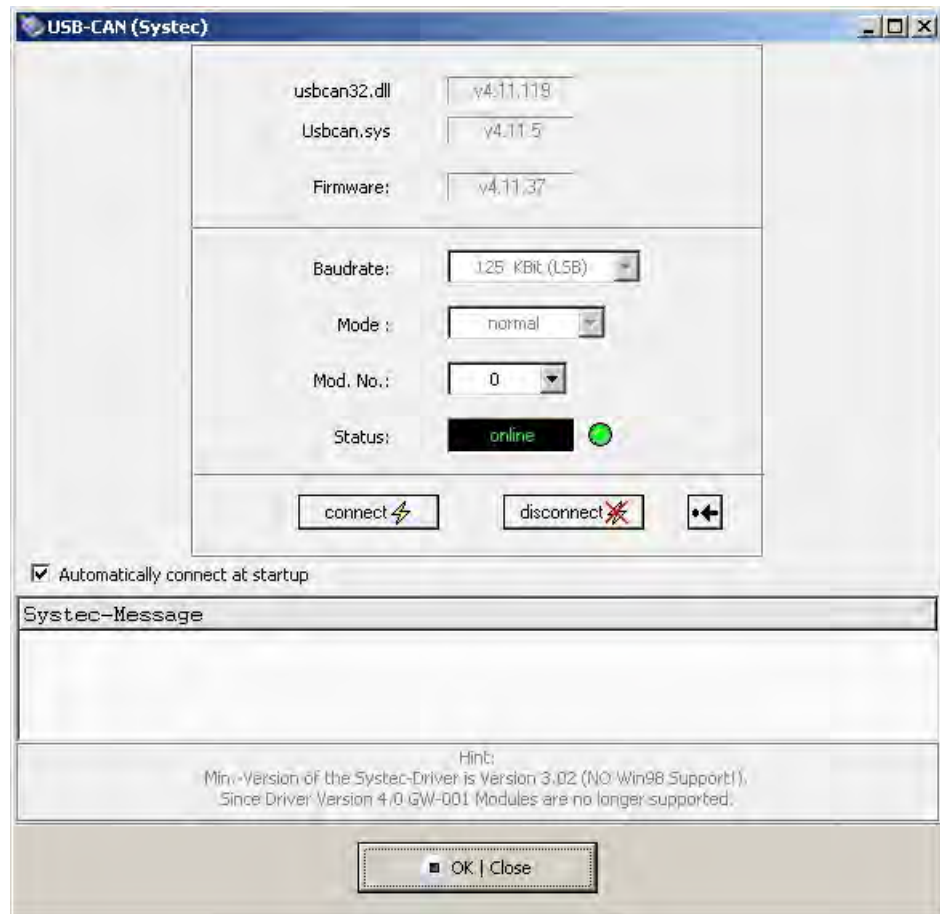 USB-CAN (Systec)
usbcan32.dll v4.11.119
Usbcan.sys v4.11.5
Firmware: v4.11.37
Baudrate: 125 KBit (LSB)
Mode : normal
Mod. No.: 0
Status: online
connect disconnect
Automatically connect at startup
Systec-Message
Hint:
Min.-Version of the Systec-Driver is Version 3.02 (NO Win98 Support!).
Since Driver Version 4.0 GW-001 Modules are no longer supported.
OK | Close